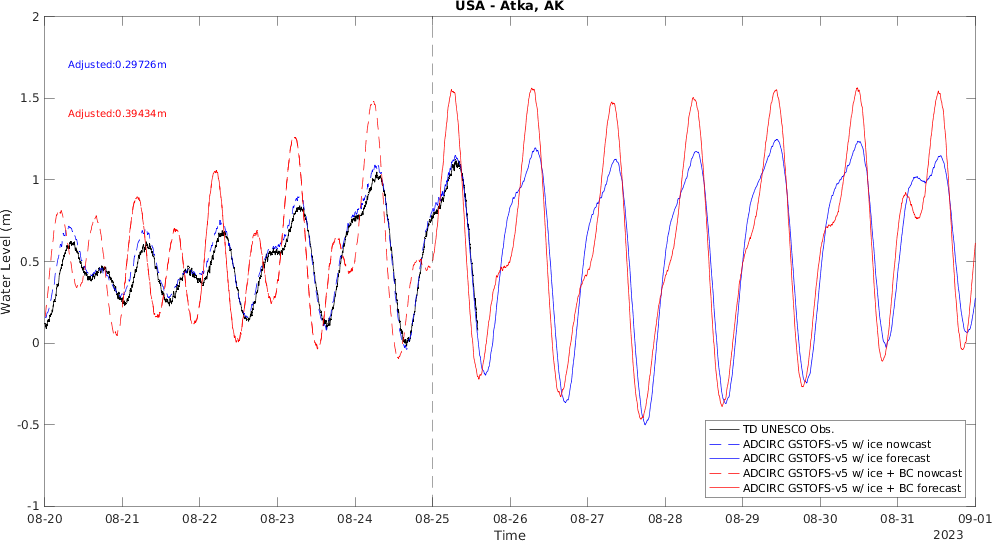 USA - Atka, AK
2
1.5
1
0.5
0
-0.5
-1
Water Level (m)
Adjusted:0.29726m
Adjusted:0.39434m
TD UNESCO Obs.
ADCIRC GSTOFS-v5 w/ ice nowcast
ADCIRC GSTOFS-v5 w/ ice forecast
ADCIRC GSTOFS-v5 w/ ice + BC nowcast
ADCIRC GSTOFS-v5 w/ ice + BC forecast
08-20 08-21 08-22 08-23 08-24 08-25 08-26 08-27 08-28 08-29 08-30 08-31 09-01
Time
2023